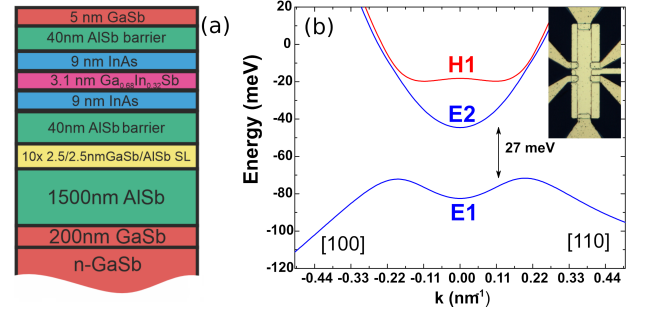 (a)
5 nm GaSb
40nm AlSb barrier
9 nm InAs
3.1 nm Ga0.68In0.32Sb
9 nm InAs
40nm AlSb barrier
10x 2.5/2.5nmGaSb/AlSb SL
1500nm AlSb
200nm GaSb
n-GaSb
(b)
Energy (meV)
20
0
-20
-40
-60
-80
-100
-120
H1
E2
27 meV
E1
[100]
[110]
-0.44 -0.33 -0.22 -0.11 0.00 0.11 0.22 0.33 0.44
k (nm-1)